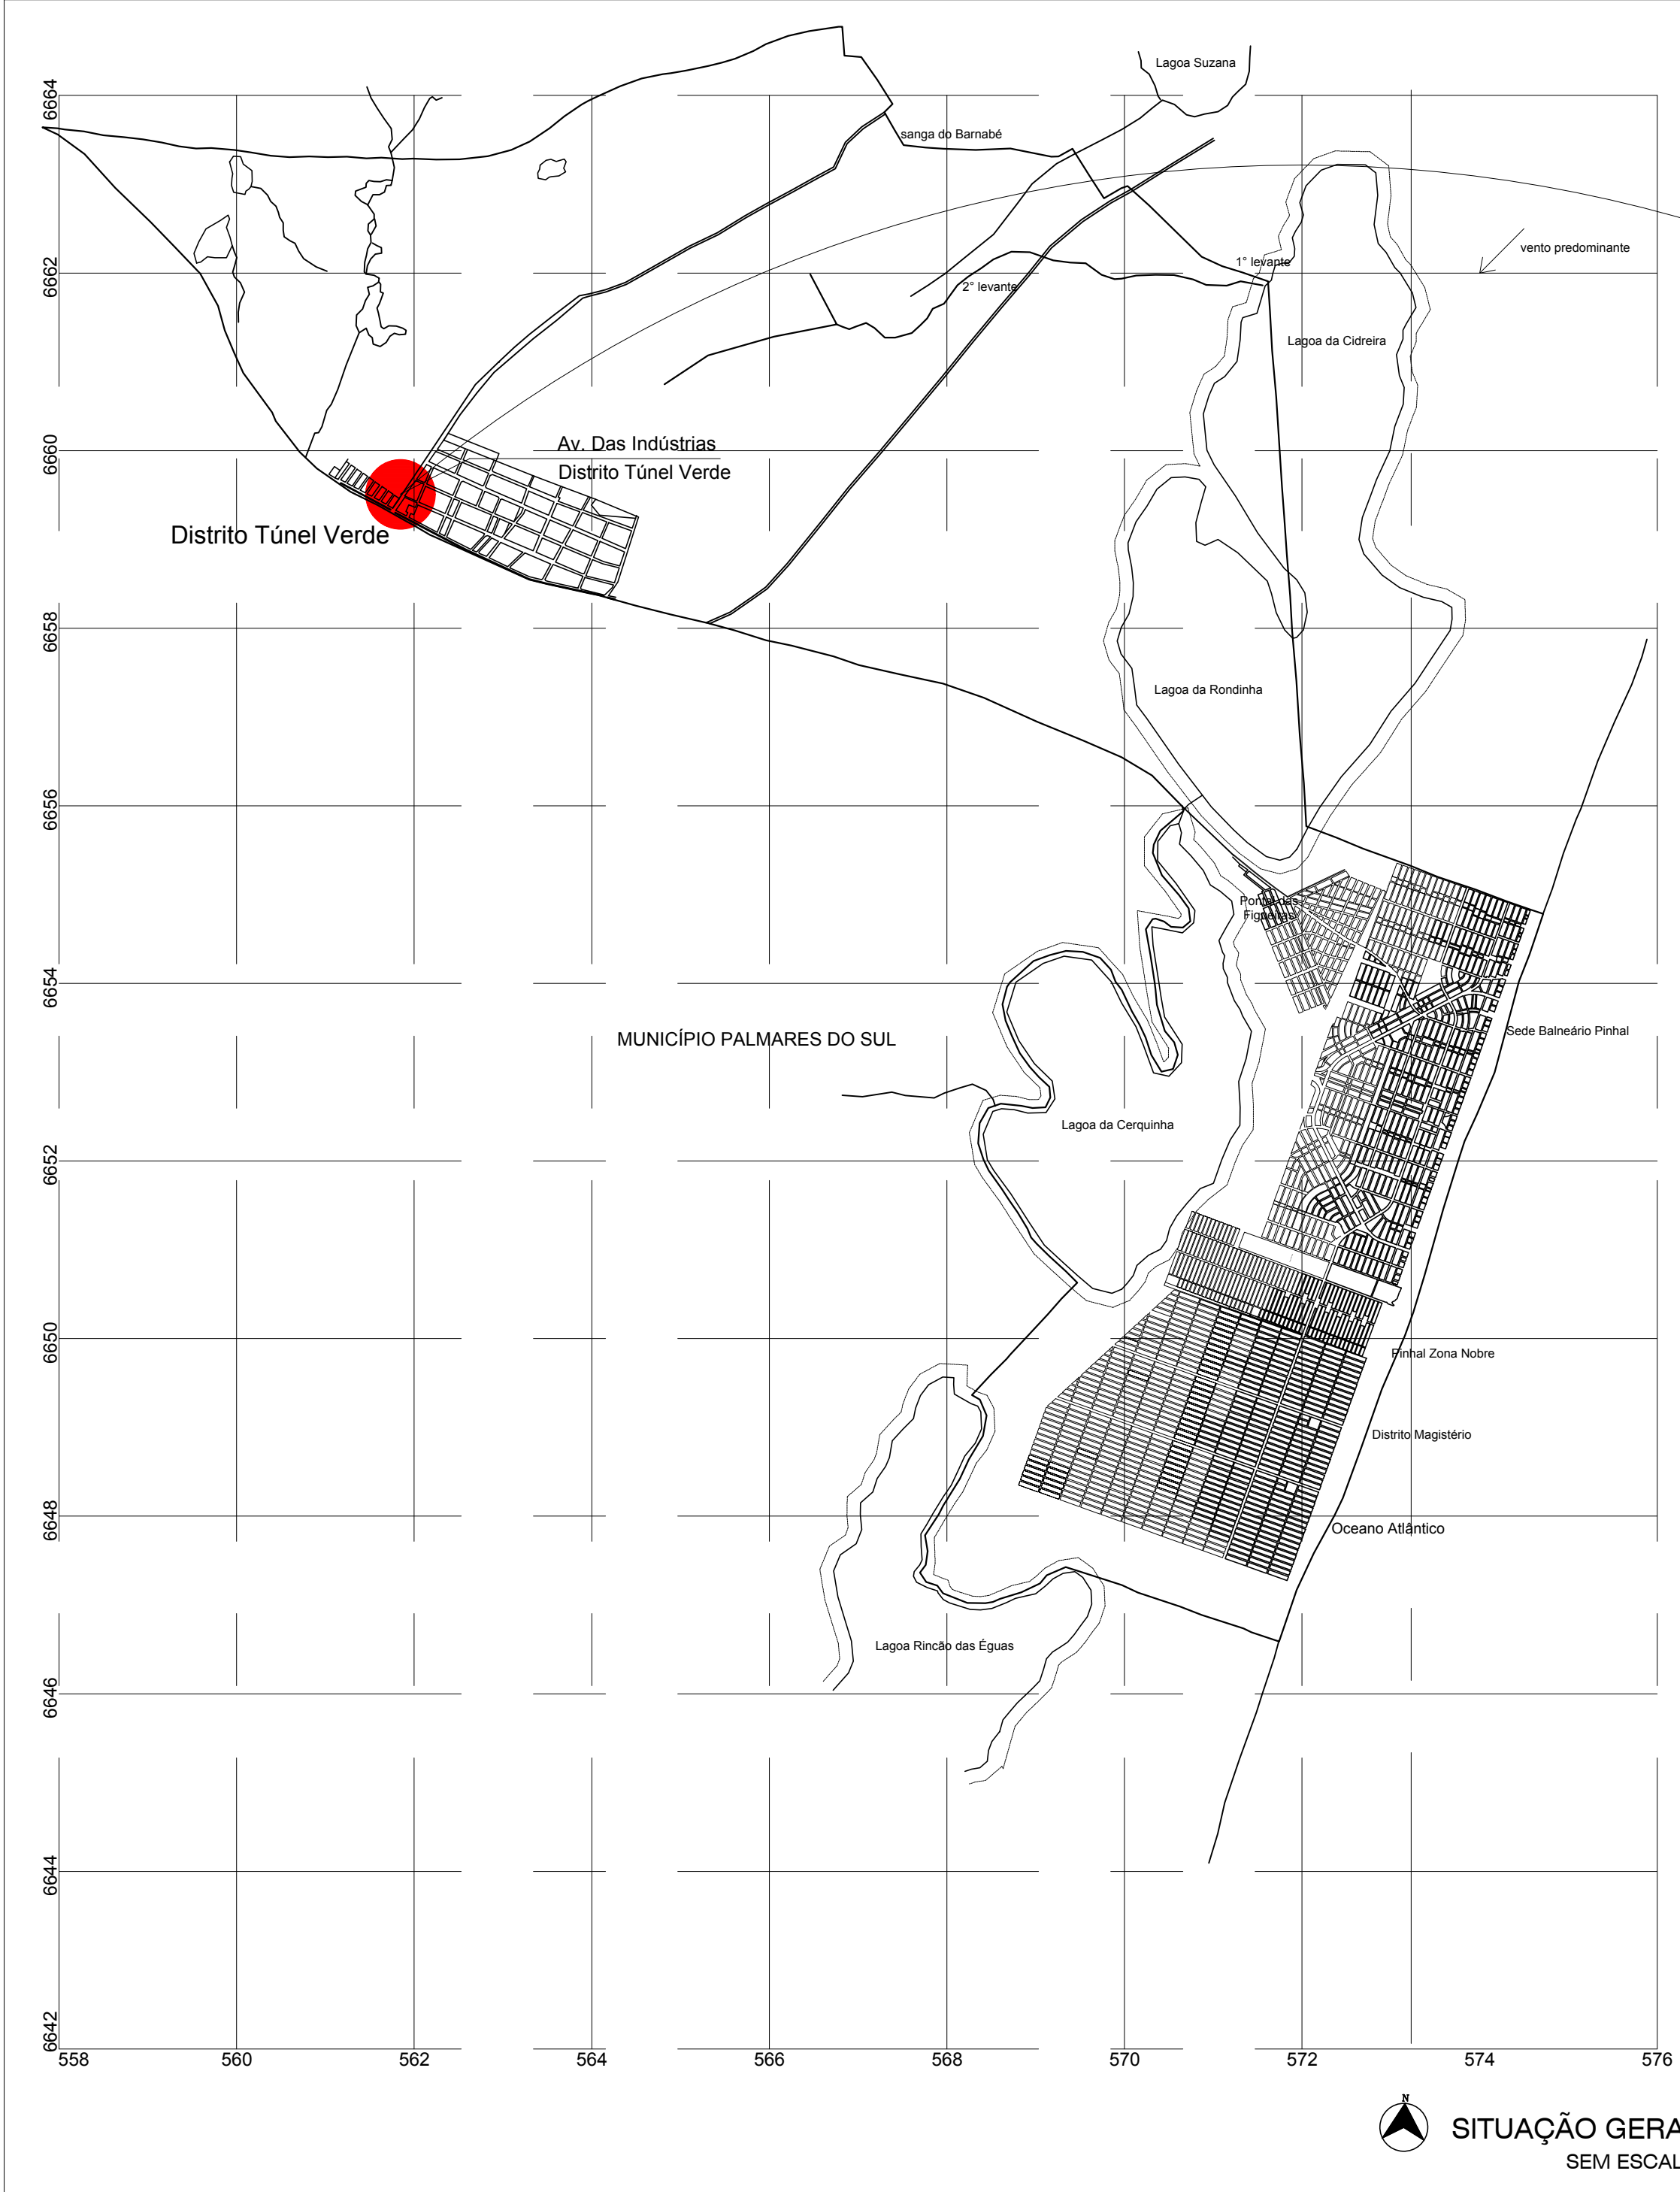 Lagoa Suzana
6664
sanga do Barnabé
vento predominante
1° levante
6662
2° levante
Lagoa da Cidreira
Av. Das Indústrias
6660
Distrito Túnel Verde
Distrito Túnel Verde
6658
Lagoa da Rondinha
6656
Pontal das
Figueiras
6654
Sede Balneário Pinhal
MUNICÍPIO PALMARES DO SUL
Lagoa da Cerquinha
6652
6650
Pinhal Zona Nobre
Distrito Magistério
6648
Oceano Atlântico
Lagoa Rincão das Éguas
6646
6644
6642
558 560 562 564 566 568 570 572 574 576
N
SITUAÇÃO GERA
SEM ESCAL